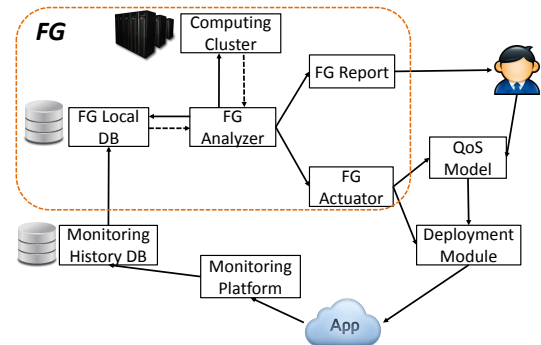 FG
Computing
Cluster
FG Report
FG Local
DB
FG
Analyzer
QoS
Model
FG
Actuator
Monitoring
History DB
Deployment
Module
Monitoring
Platform
App